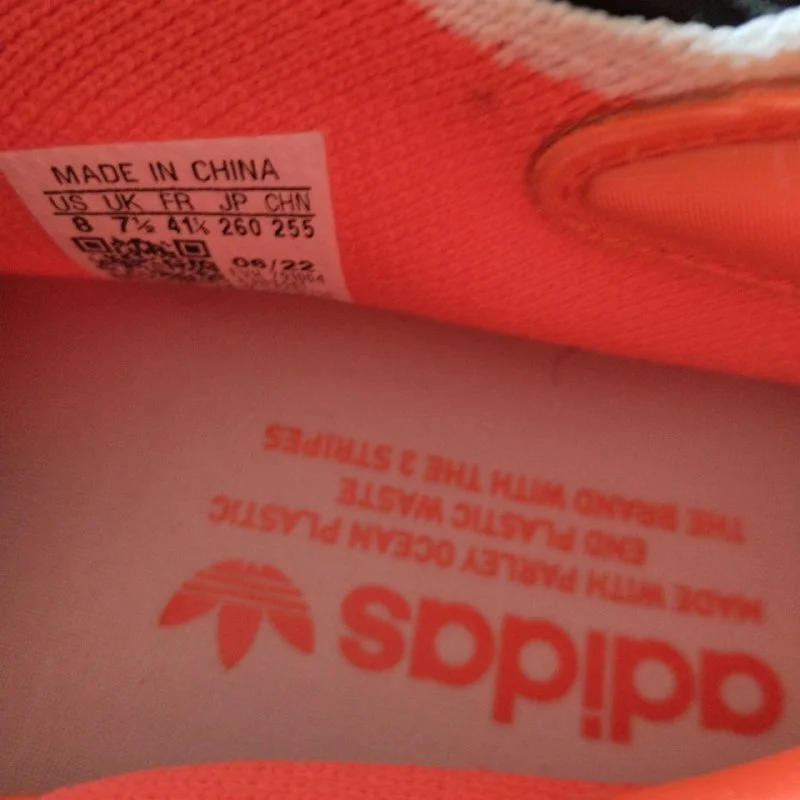 MADE IN CHINA
US UK FR JP CHN
8 7½ 41⅓ 260 255
06/22
adidas
MADE WITH PARLEY OCEAN PLASTIC
END PLASTIC WASTE
THE BRAND WITH THE 3 STRIPES